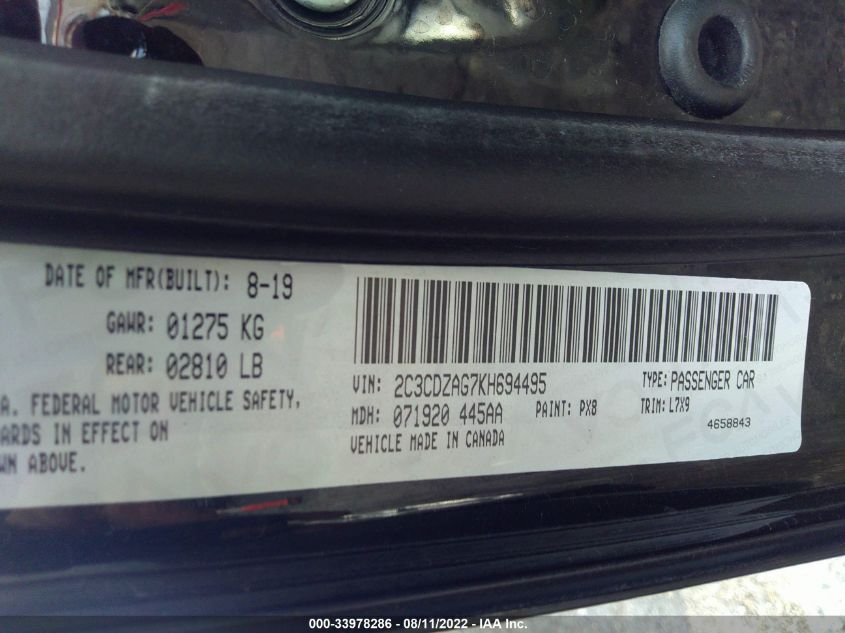 DATE OF MFR(BUILT): 8-19
GAWR: 01275 KG
REAR: 02810 LB
A. FEDERAL MOTOR VEHICLE SAFETY,
ARDS IN EFFECT ON
WN ABOVE.
VIN: 2C3CDZAG7KH694495 TYPE: PASSENGER CAR
MDH: 071920 445AA PAINT: PX8 TRIM: L7X9
VEHICLE MADE IN CANADA 4658843
000-33978286 - 08/11/2022 - IAA Inc.